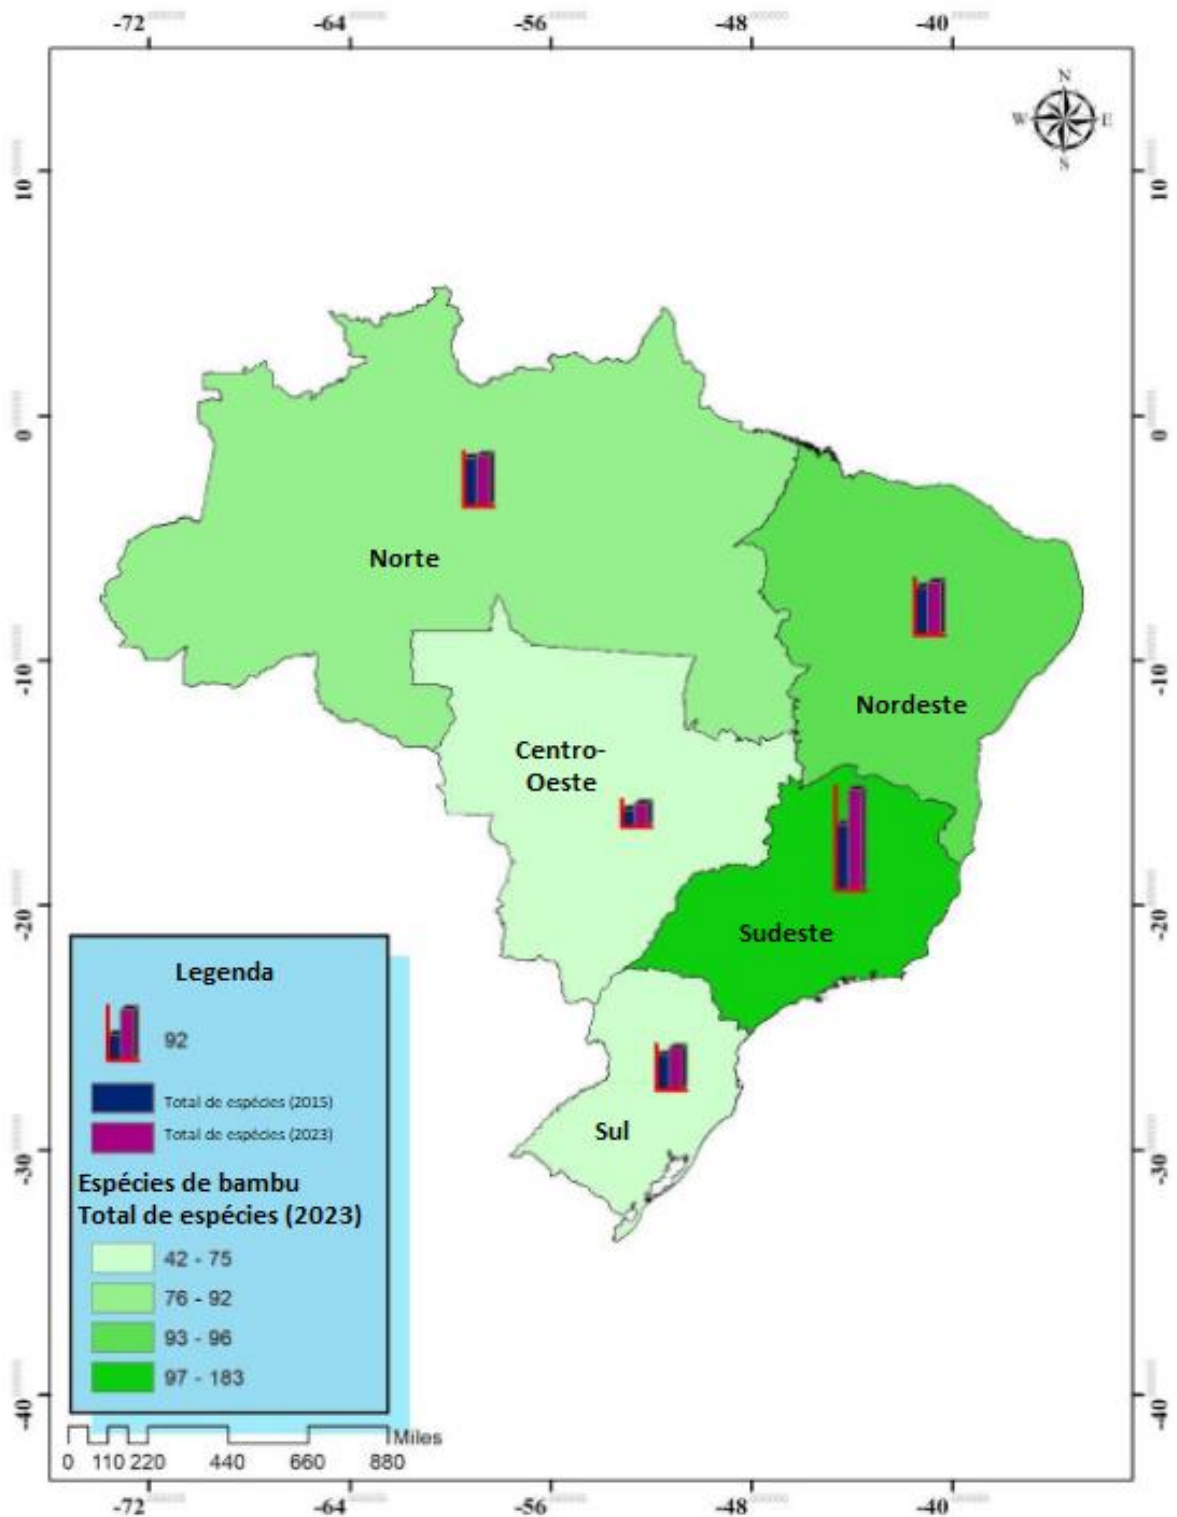 -72 -64 -56 -48 -40
N
W E
N
10 10
0 0
-10 -10
-20 -20
-30 -30
-40 -40
Norte
Nordeste
Centro-
Oeste
Sudeste
Sul
Legenda
92
Total de espécies (2015)
Total de espécies (2023)
Espécies de bambu
Total de espécies (2023)
42 - 75
76 - 92
93 - 96
97 - 183
Miles
0 110 220 440 660 880
-72 -64 -56 -48 -40